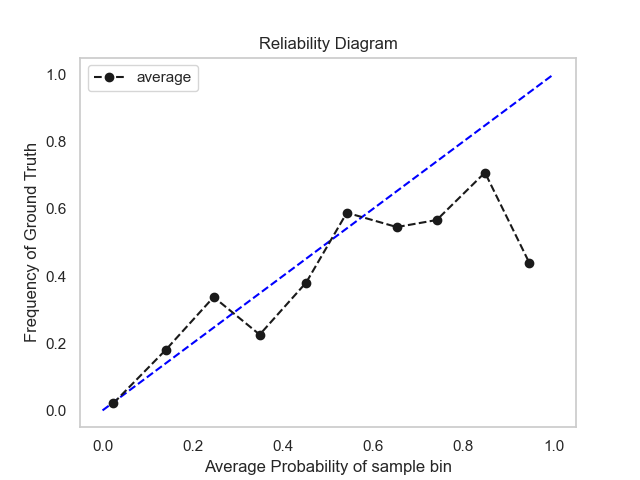 Reliability Diagram
average
Frequency of Ground Truth
1.0
0.8
0.6
0.4
0.2
0.0
0.0 0.2 0.4 0.6 0.8 1.0
Average Probability of sample bin